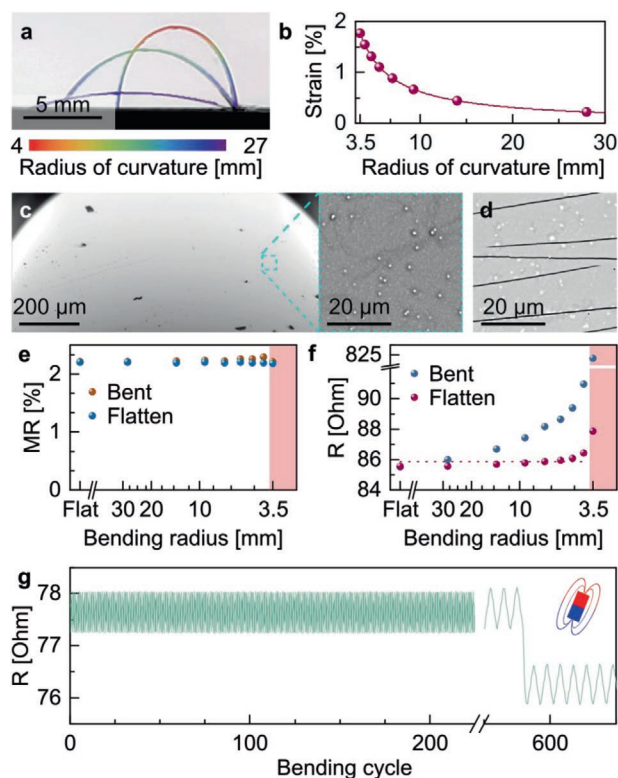 a
5 mm
4 27
Radius of curvature [mm]
b
Strain [%]
2
1
0
3.5 10 20 30
Radius of curvature [mm]
c
200 µm
20 µm
d
20 µm
e
MR [%]
2
0
Bent
Flatten
Flat 30 20 10 3.5
Bending radius [mm]
f
R [Ohm]
825
90
88
86
84
Bent
Flatten
Flat 30 20 10 3.5
Bending radius [mm]
g
R [Ohm]
78
77
76
0 100 200 600
Bending cycle